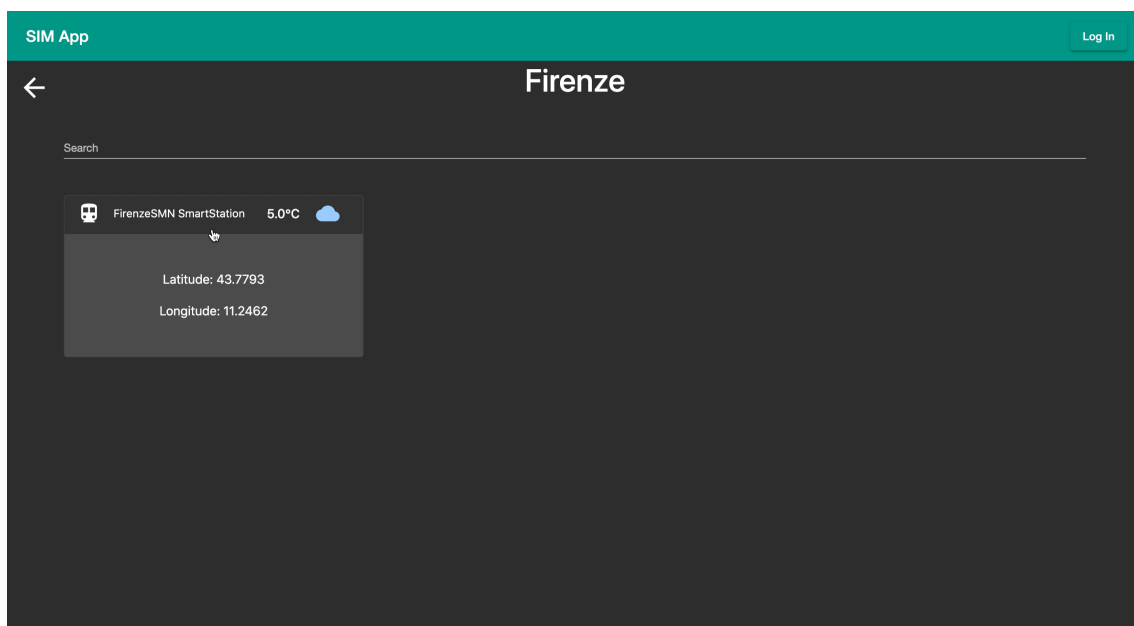 SIM App
Log In
Firenze
Search
FirenzeSMN SmartStation 5.0°C
Latitude: 43.7793
Longitude: 11.2462